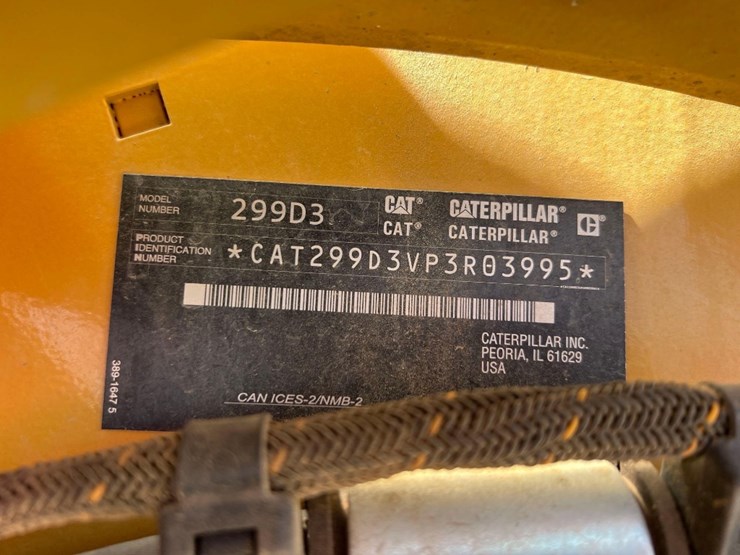 MODEL NUMBER 299D3
CAT® CATERPILLAR® C
CAT® CATERPILLAR®
PRODUCT
IDENTIFICATION
NUMBER
*CAT299D3VP3R03995*
CATERPILLAR INC.
PEORIA, IL 61629
USA
389-1647 5
CAN ICES-2/NMB-2